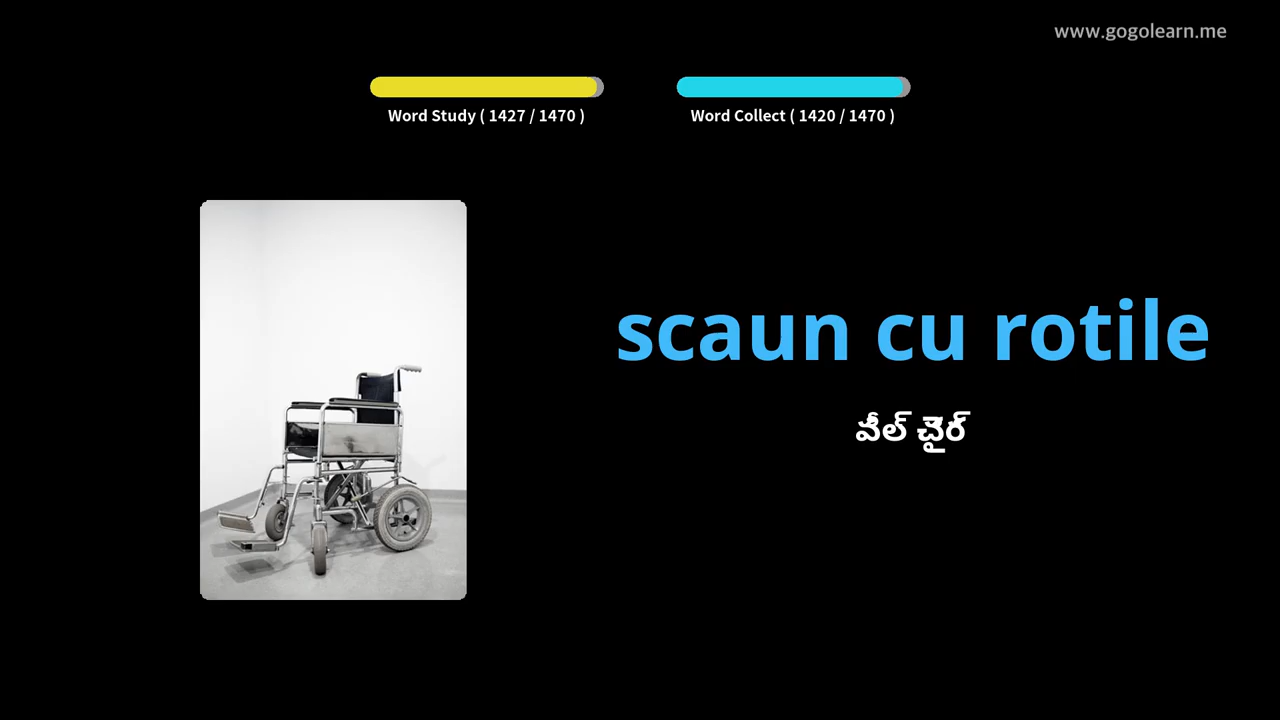 www.gogolearn.me
Word Study ( 1427 / 1470 )
Word Collect ( 1420 / 1470 )
scaun cu rotile
వీల్ చైర్